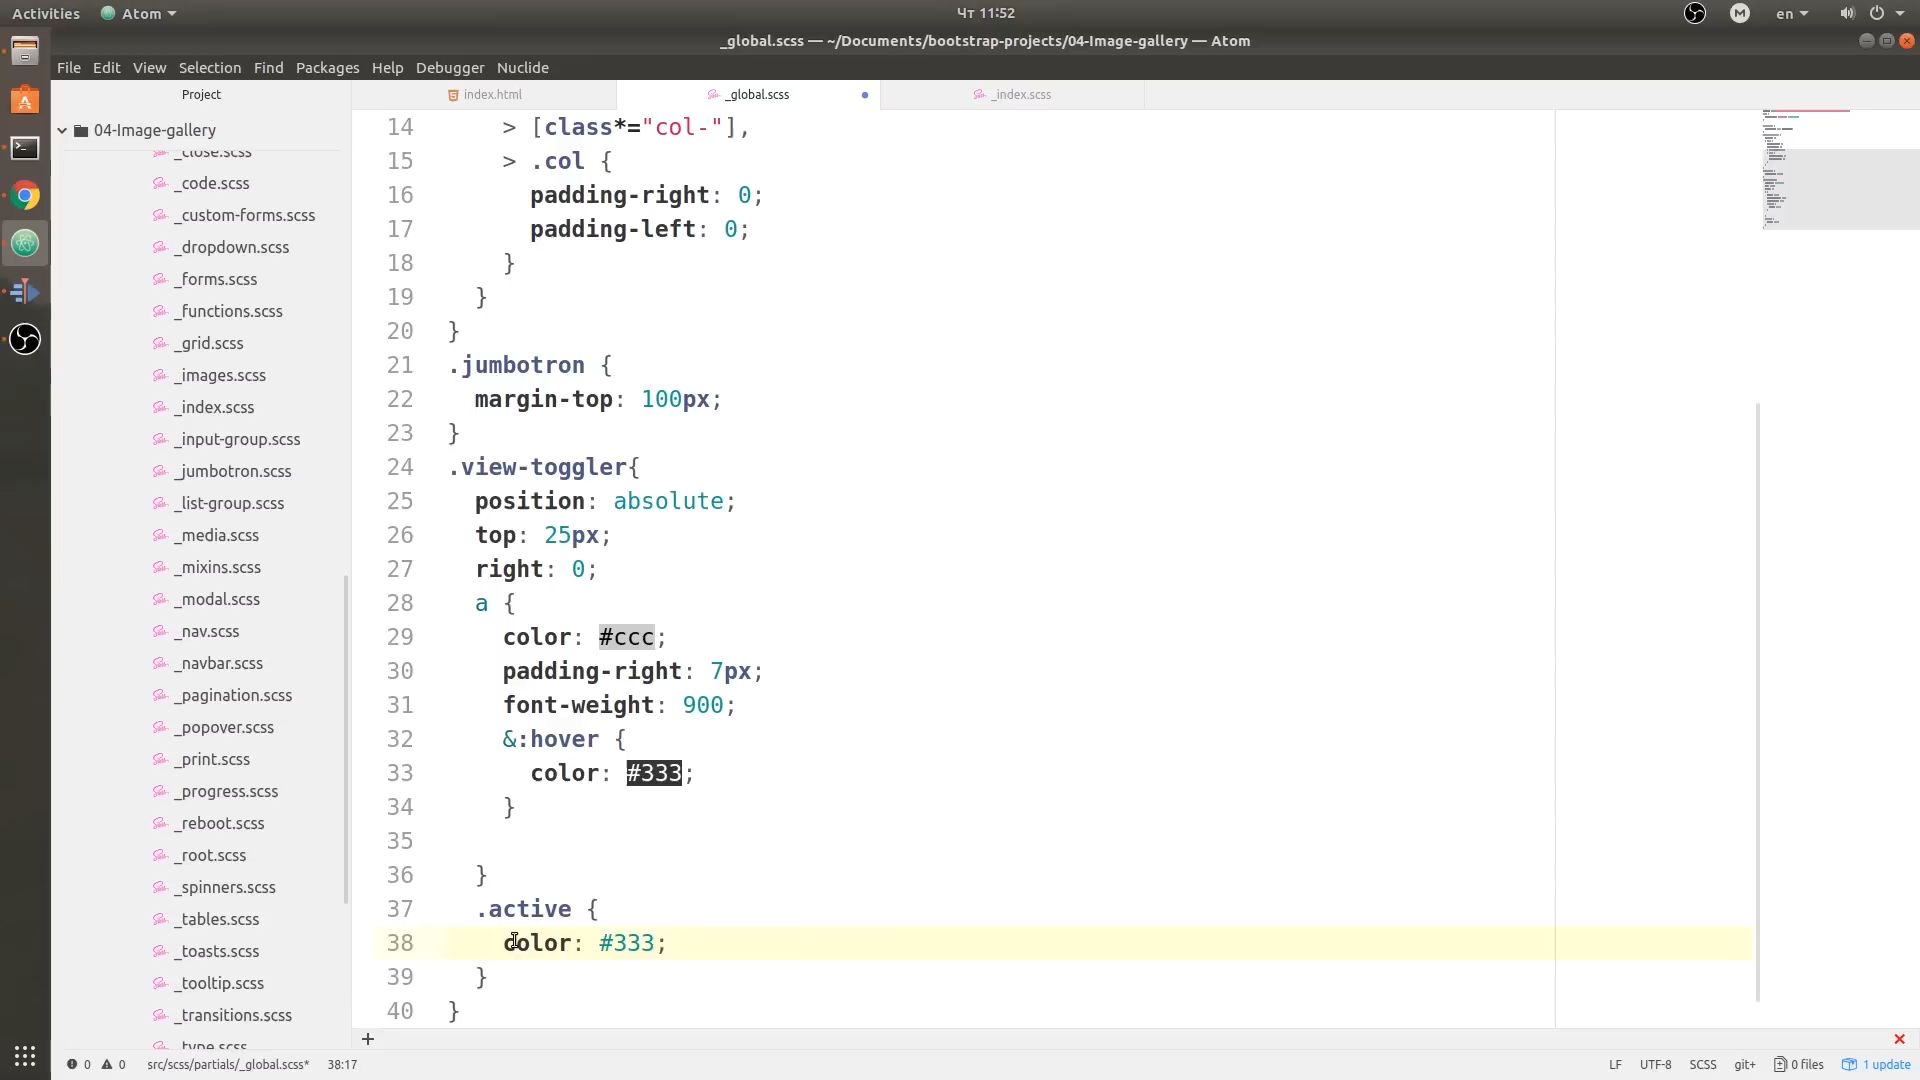 Activities
Atom
Чт 11:52
M
en
_global.scss — ~/Documents/bootstrap-projects/04-Image-gallery — Atom
File Edit View Selection Find Packages Help Debugger Nuclide
Project
index.html
_global.scss
_index.scss
04-Image-gallery
_close.scss
_code.scss
_custom-forms.scss
_dropdown.scss
_forms.scss
_functions.scss
_grid.scss
_images.scss
_index.scss
_input-group.scss
_jumbotron.scss
_list-group.scss
_media.scss
_mixins.scss
_modal.scss
_nav.scss
_navbar.scss
_pagination.scss
_popover.scss
_print.scss
_progress.scss
_reboot.scss
_root.scss
_spinners.scss
_tables.scss
_toasts.scss
_tooltip.scss
_transitions.scss
_type.scss
14 > [class*="col-"],
15 > .col {
16 padding-right: 0;
17 padding-left: 0;
18 }
19 }
20 }
21 .jumbotron {
22 margin-top: 100px;
23 }
24 .view-toggler{
25 position: absolute;
26 top: 25px;
27 right: 0;
28 a {
29 color: #ccc;
30 padding-right: 7px;
31 font-weight: 900;
32 &:hover {
33 color: #333;
34 }
35
36 }
37 .active {
38 color: #333;
39 }
40 }
0 0 src/scss/partials/_global.scss* 38:17
LF UTF-8 SCSS git+ 0 files 1 update